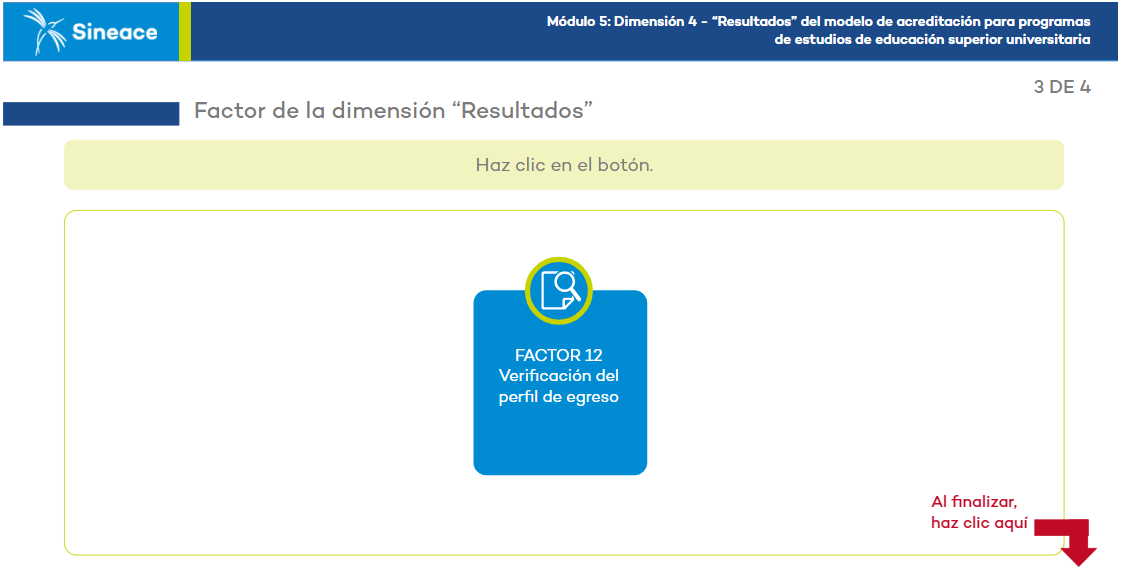 Sineace
Módulo 5: Dimensión 4 - “Resultados” del modelo de acreditación para programas
de estudios de educación superior universitaria
3 DE 4
Factor de la dimensión “Resultados”
Haz clic en el botón.
FACTOR 12
Verificación del
perfil de egreso
Al finalizar,
haz clic aquí